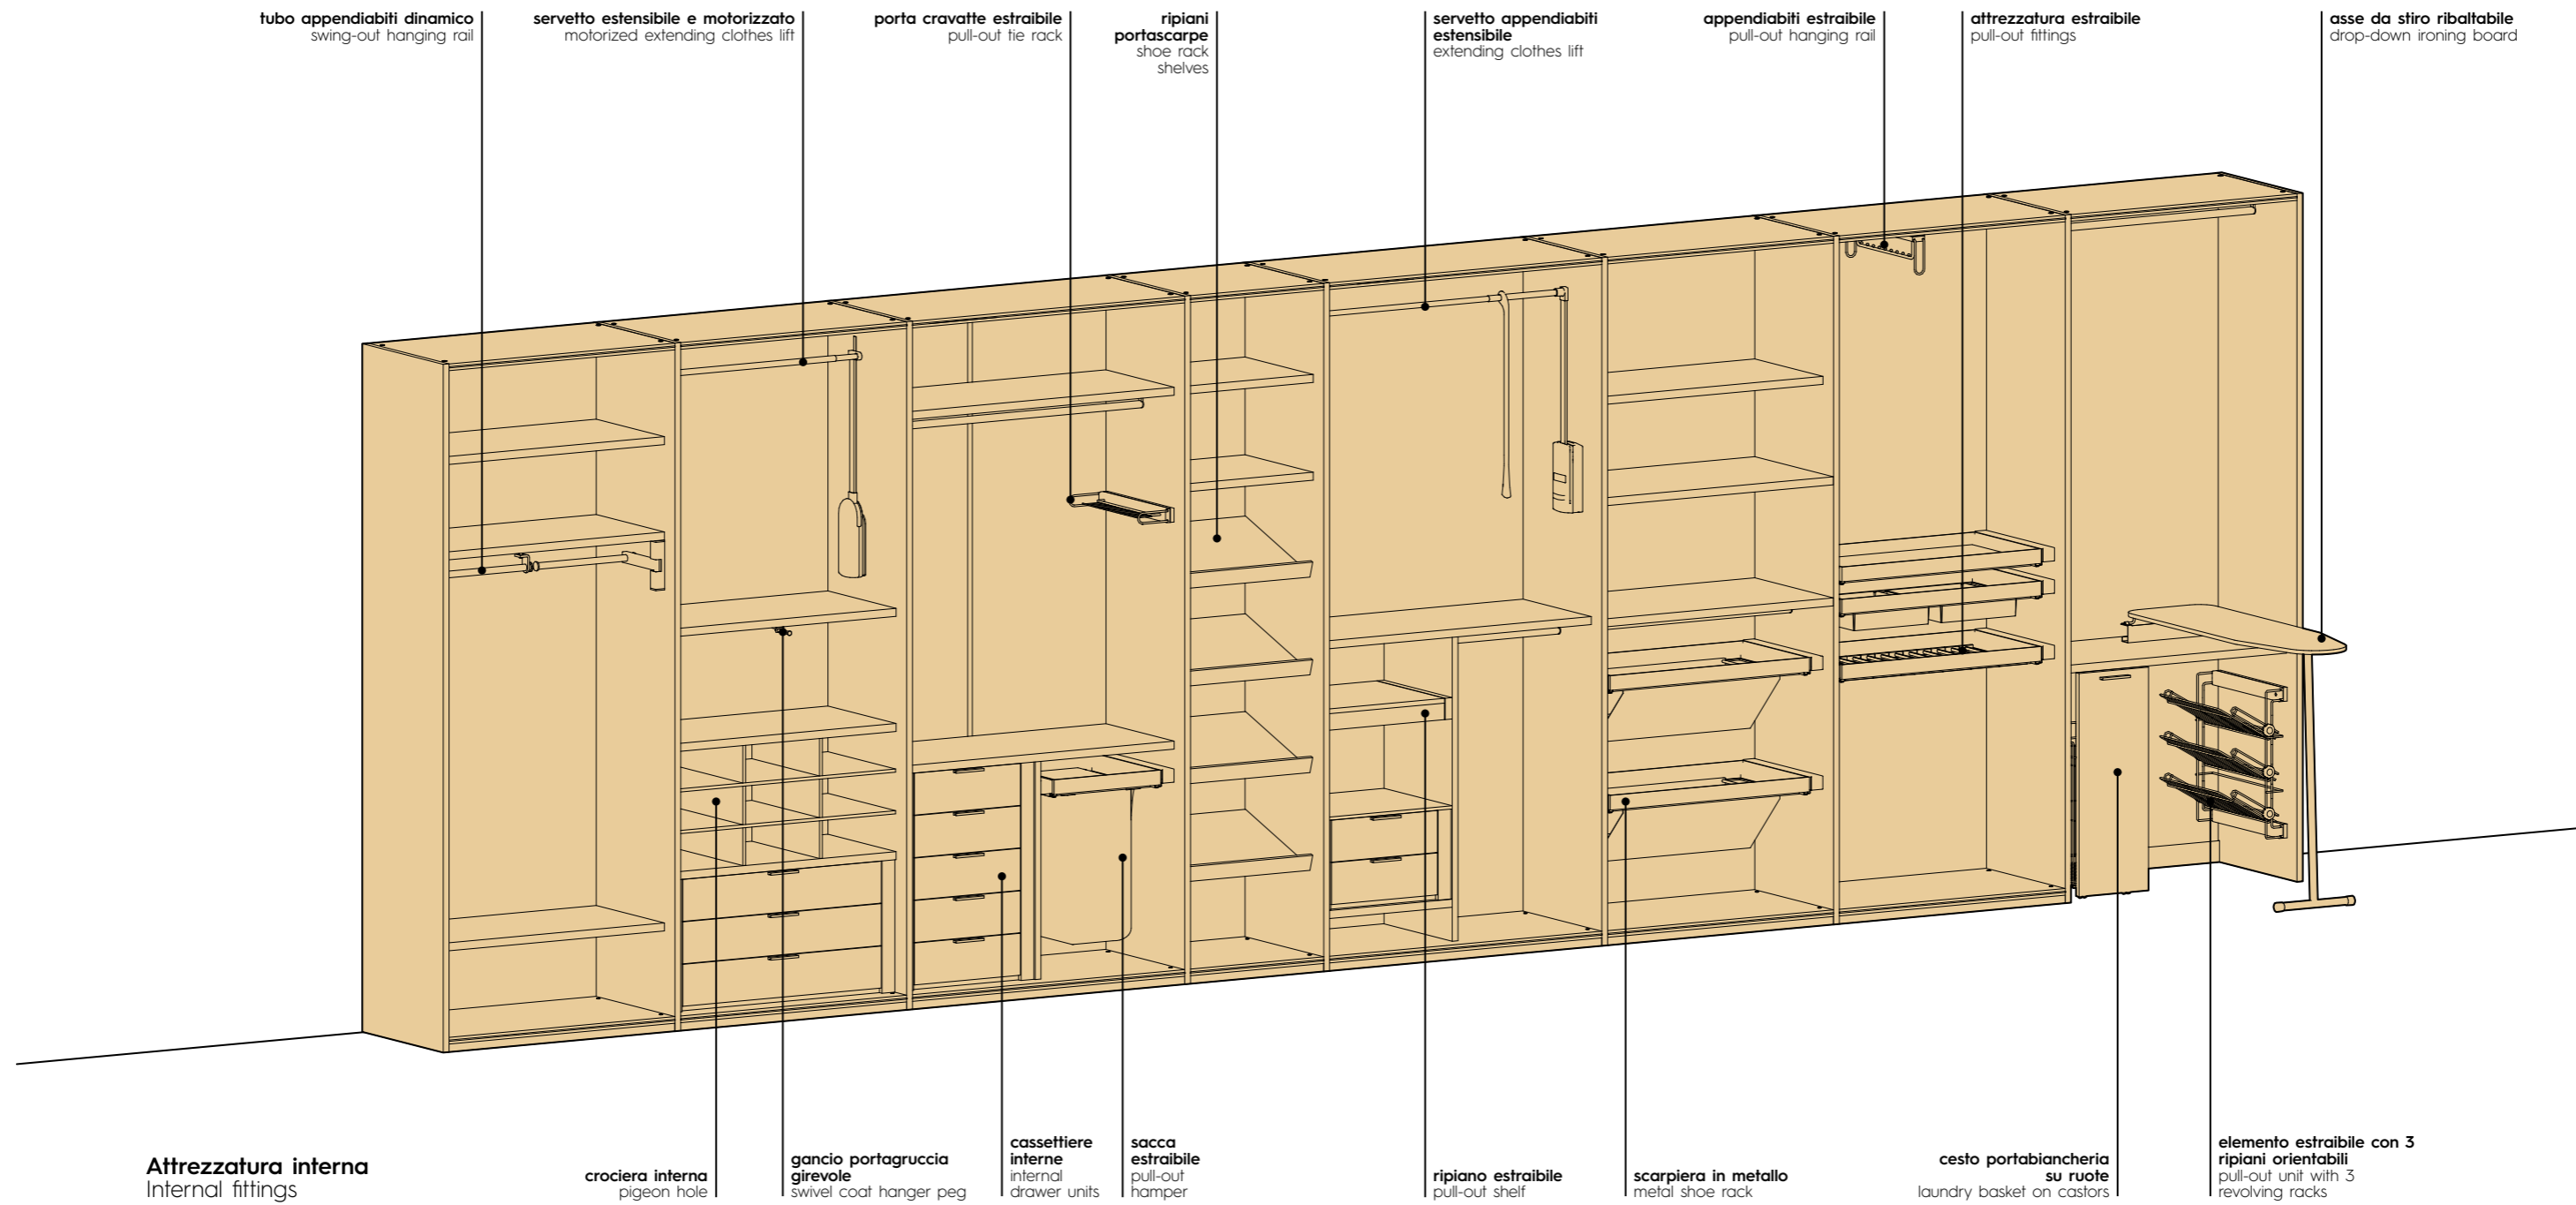 tubo appendiabiti dinamico
swing-out hanging rail
servetto estensibile e motorizzato
motorized extending clothes lift
porta cravatte estraibile
pull-out tie rack
ripiani
portascarpe
shoe rack
shelves
servetto appendiabiti
estensibile
extending clothes lift
appendiabiti estraibile
pull-out hanging rail
attrezzatura estraibile
pull-out fittings
asse da stiro ribaltabile
drop-down ironing board
Attrezzatura interna
Internal fittings
crociera interna
pigeon hole
gancio portagruccia
girevole
swivel coat hanger peg
cassettiere
interne
internal
drawer units
sacca
estraibile
pull-out
hamper
ripiano estraibile
pull-out shelf
scarpiera in metallo
metal shoe rack
cesto portabiancheria
su ruote
laundry basket on castors
elemento estraibile con 3
ripiani orientabili
pull-out unit with 3
revolving racks